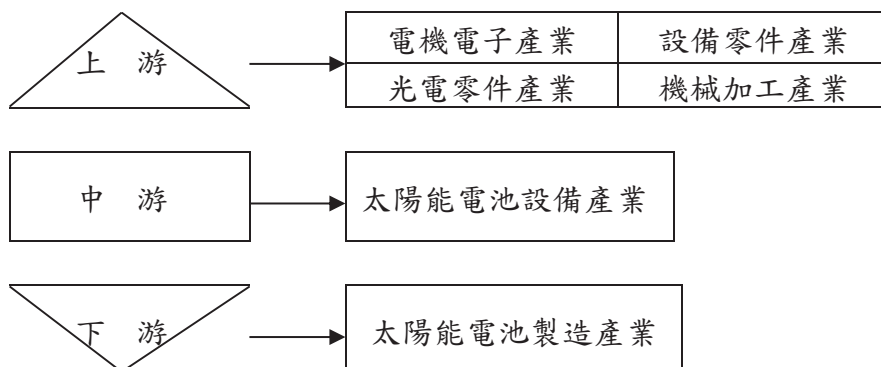 電機電子產業 設備零件產業
上 游
光電零件產業 機械加工產業
中 游 太陽能電池設備產業
下 游 太陽能電池製造產業